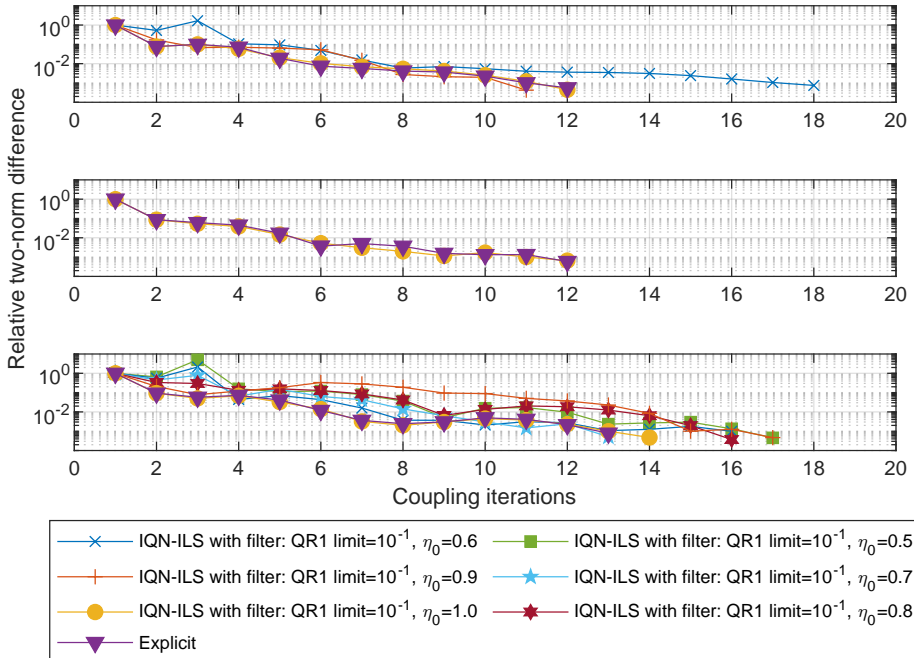 10^0
10^-2
0 2 4 6 8 10 12 14 16 18 20
10^0
10^-2
0 2 4 6 8 10 12 14 16 18 20
10^0
10^-2
0 2 4 6 8 10 12 14 16 18 20
Relative two-norm difference
Coupling iterations
IQN-ILS with filter: QR1 limit=10^-1, η_0=0.6
IQN-ILS with filter: QR1 limit=10^-1, η_0=0.9
IQN-ILS with filter: QR1 limit=10^-1, η_0=1.0
Explicit
IQN-ILS with filter: QR1 limit=10^-1, η_0=0.5
IQN-ILS with filter: QR1 limit=10^-1, η_0=0.7
IQN-ILS with filter: QR1 limit=10^-1, η_0=0.8